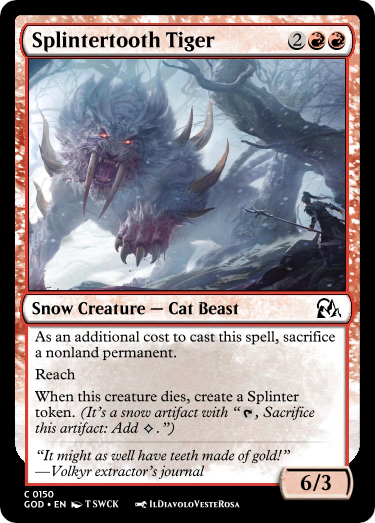 Splintertooth Tiger 2
Snow Creature — Cat Beast
As an additional cost to cast this spell, sacrifice
a nonland permanent.
Reach
When this creature dies, create a Splinter
token. (It's a snow artifact with “, Sacrifice
this artifact: Add .”)
“It might as well have teeth made of gold!”
—Volkyr extractor's journal
6/3
C 0150
GOD • EN T SWCK IlDiavoloVesteRosa